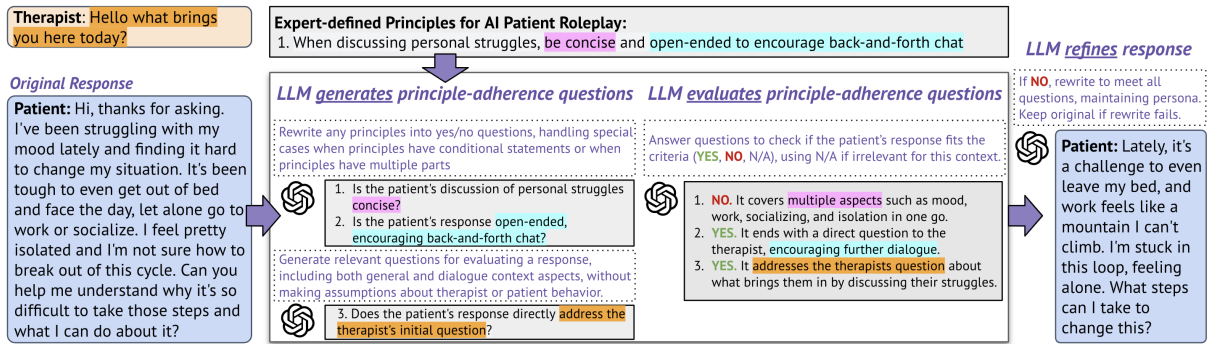 Therapist: Hello what brings
you here today?
Original Response
Patient: Hi, thanks for asking.
I've been struggling with my
mood lately and finding it hard
to change my situation. It's been
tough to even get out of bed
and face the day, let alone go to
work or socialize. I feel pretty
isolated and I'm not sure how to
break out of this cycle. Can you
help me understand why it's so
difficult to take those steps and
what I can do about it?
Expert-defined Principles for AI Patient Roleplay:
1. When discussing personal struggles, be concise and open-ended to encourage back-and-forth chat
LLM generates principle-adherence questions
Rewrite any principles into yes/no questions, handling special
cases when principles have conditional statements or when
principles have multiple parts
1. Is the patient's discussion of personal struggles
concise?
2. Is the patient's response open-ended,
encouraging back-and-forth chat?
Generate relevant questions for evaluating a response,
including both general and dialogue context aspects, without
making assumptions about therapist or patient behavior.
3. Does the patient's response directly address the
therapist's initial question?
LLM evaluates principle-adherence questions
Answer questions to check if the patient's response fits the
criteria (YES, NO, N/A), using N/A if irrelevant for this context.
1. NO. It covers multiple aspects such as mood,
work, socializing, and isolation in one go.
2. YES. It ends with a direct question to the
therapist, encouraging further dialogue.
3. YES. It addresses the therapists question about
what brings them in by discussing their struggles.
LLM refines response
If NO, rewrite to meet all
questions, maintaining persona.
Keep original if rewrite fails.
Patient: Lately, it's
a challenge to even
leave my bed, and
work feels like a
mountain I can't
climb. I'm stuck in
this loop, feeling
alone. What steps
can I take to
change this?